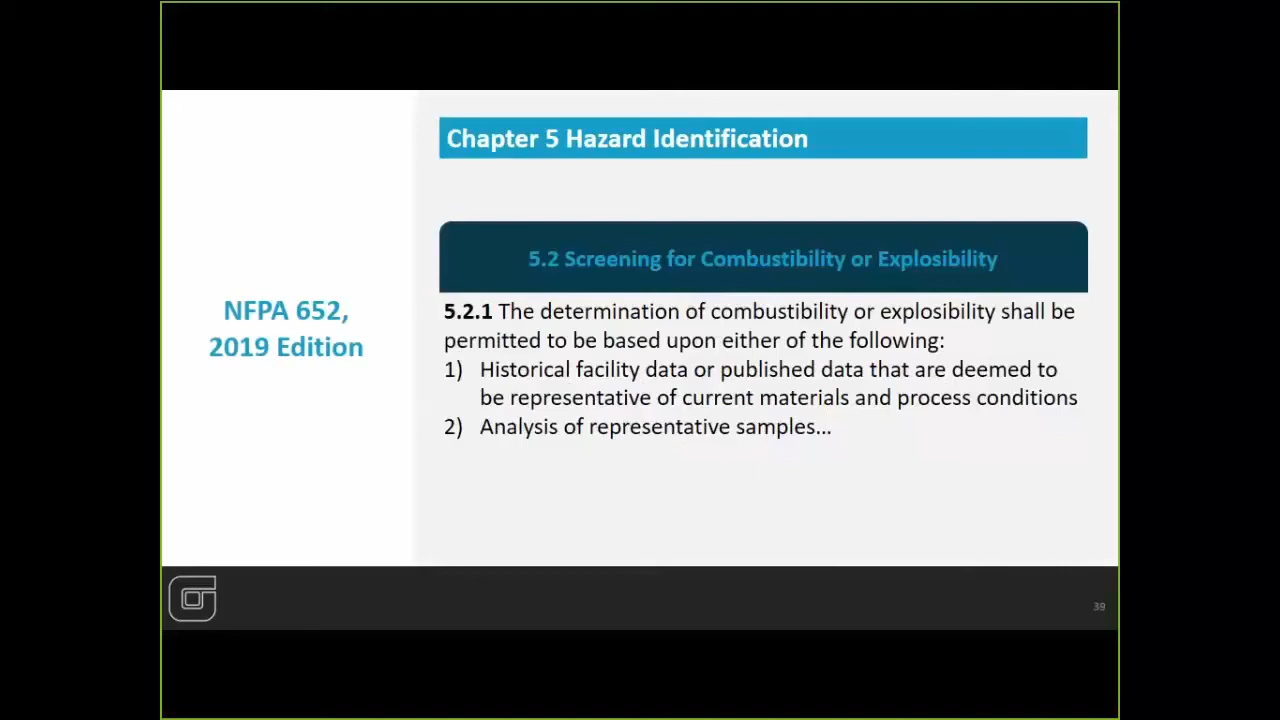 Chapter 5 Hazard Identification
5.2 Screening for Combustibility or Explosibility
NFPA 652,
2019 Edition
5.2.1 The determination of combustibility or explosibility shall be
permitted to be based upon either of the following:
1) Historical facility data or published data that are deemed to
be representative of current materials and process conditions
2) Analysis of representative samples...
39